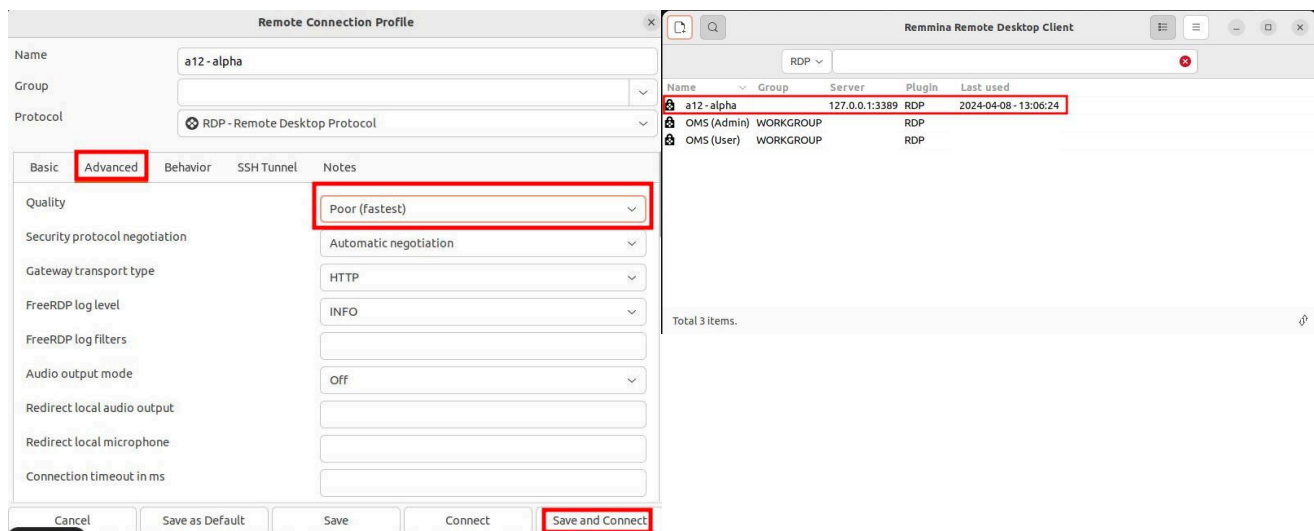 Remote Connection Profile
Name
a12 - alpha
Group
Protocol
RDP - Remote Desktop Protocol
Basic Advanced Behavior SSH Tunnel Notes
Quality
Poor (fastest)
Security protocol negotiation
Automatic negotiation
Gateway transport type
HTTP
FreeRDP log level
INFO
FreeRDP log filters
Audio output mode
Off
Redirect local audio output
Redirect local microphone
Connection timeout in ms
Cancel Save as Default Save Connect Save and Connect
Remmina Remote Desktop Client
RDP
Name Group Server Plugin Last used
a12 - alpha 127.0.0.1:3389 RDP 2024-04-08 - 13:06:24
OMS (Admin) WORKGROUP RDP
OMS (User) WORKGROUP RDP
Total 3 items.